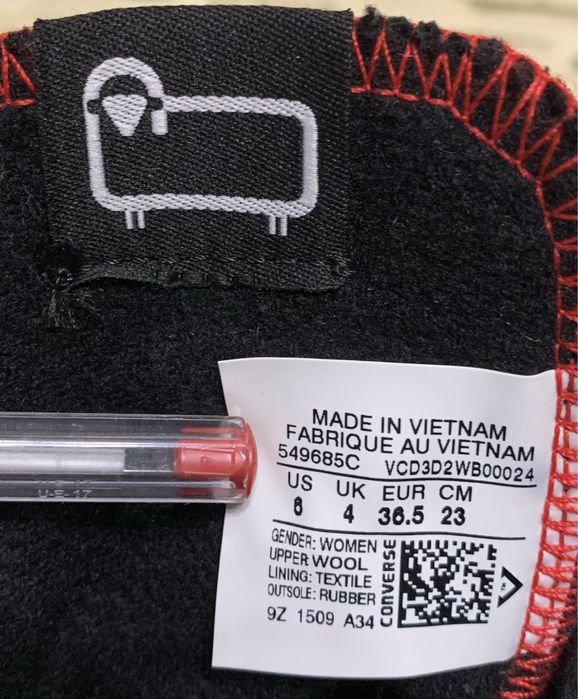 MADE IN VIETNAM
FABRIQUE AU VIETNAM
549685C VCD3D2WB00024
US UK EUR CM
6 4 36.5 23
GENDER: WOMEN
UPPER WOOL
LINING: TEXTILE
OUTSOLE: RUBBER
9Z 1509 A34
CONVERSE